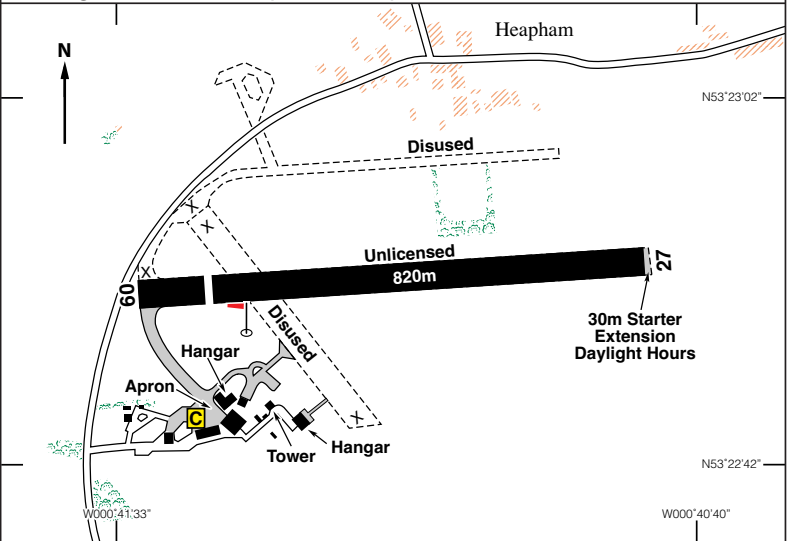 Heapham
N
N53°23'02"
Disused
Unlicensed
820m
27
09
30m Starter
Extension
Daylight Hours
Disused
Hangar
Apron
C
Tower
Hangar
N53°22'42"
W000°41'33"
W000°40'40"
X
X
X
X